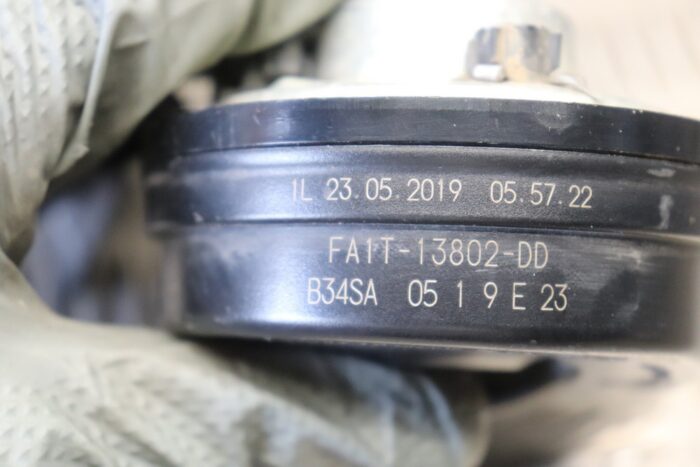 1L 23.05.2019 05.57.22
FA1T-13802-DD
B34SA 05 1 9 E 23